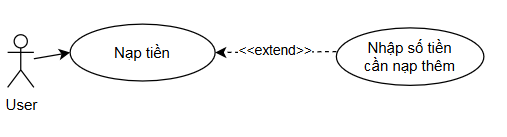 Nạp tiền
<<extend>>
Nhập số tiền
cần nạp thêm
User